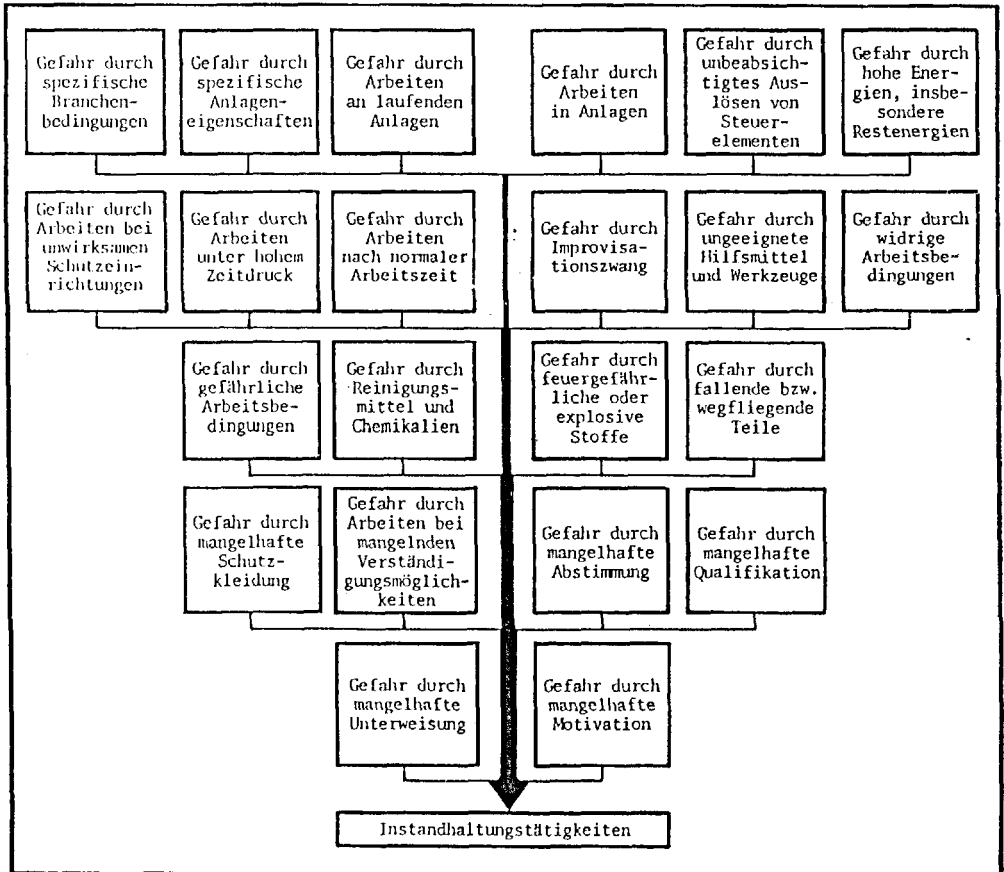 Gefahr durch
spezifische
Branchen-
bedingungen
Gefahr durch
spezifische
Anlagen-
eigenschaften
Gefahr durch
Arbeiten
an laufenden
Anlagen
Gefahr durch
Arbeiten
in Anlagen
Gefahr durch
unbeabsich-
tigtes Aus-
lösen von
Steuer-
elementen
Gefahr durch
hohe Ener-
gien, insbe-
sondere
Restenergien
Gefahr durch
Arbeiten bei
unwirksamen
Schutzein-
richtungen
Gefahr durch
Arbeiten
unter hohem
Zeitdruck
Gefahr durch
Arbeiten
nach normaler
Arbeitszeit
Gefahr durch
Improvisa-
tionszwang
Gefahr durch
ungeeignete
Hilfsmittel
und Werkzeuge
Gefahr durch
widrige
Arbeitsbe-
dingungen
Gefahr durch
gefährliche
Arbeitsbe-
dingungen
Gefahr durch
Reinigungs-
mittel und
Chemikalien
Gefahr durch
feuergefähr-
liche oder
explosive
Stoffe
Gefahr durch
fallende bzw.
wegfliegende
Teile
Gefahr durch
mangelhafte
Schutz-
kleidung
Gefahr durch
Arbeiten bei
mangelnden
Verständi-
gungsmöglich-
keiten
Gefahr durch
mangelhafte
Abstimmung
Gefahr durch
mangelhafte
Qualifikation
Gefahr durch
mangelhafte
Unterweisung
Gefahr durch
mangelhafte
Motivation
Instandhaltungstätigkeiten